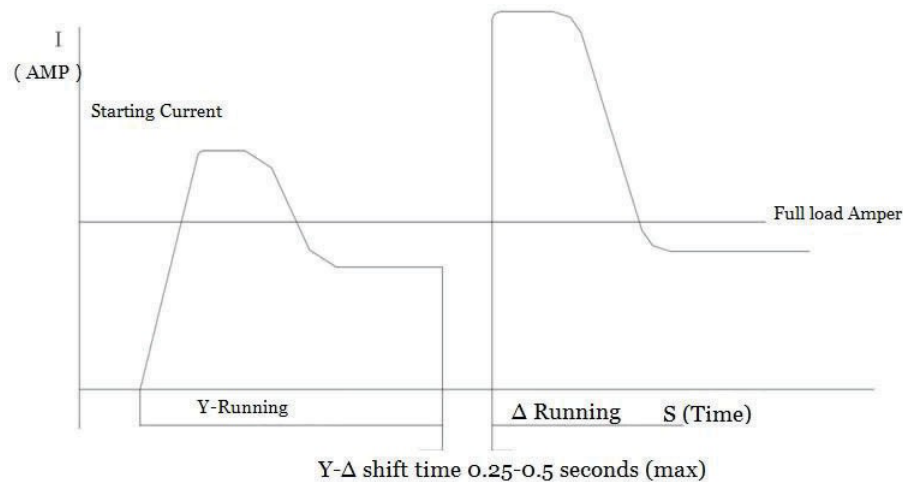 I
( AMP )
Starting Current
Full load Amper
Y-Running
Δ Running
S (Time)
Y-Δ shift time 0.25-0.5 seconds (max)